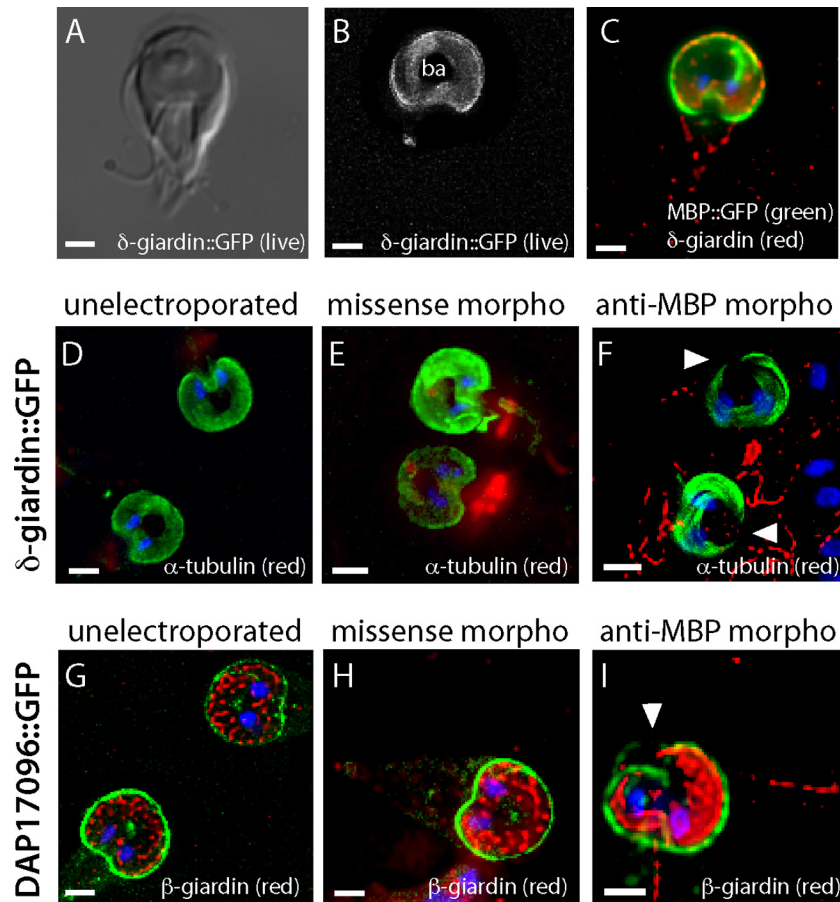 A
δ-giardin::GFP (live)
B
ba
δ-giardin::GFP (live)
C
MBP::GFP (green)
δ-giardin (red)
unelectroporated
missense morpho
anti-MBP morpho
δ-giardin::GFP
D
α-tubulin (red)
E
α-tubulin (red)
F
α-tubulin (red)
unelectroporated
missense morpho
anti-MBP morpho
DAP17096::GFP
G
β-giardin (red)
H
β-giardin (red)
I
β-giardin (red)